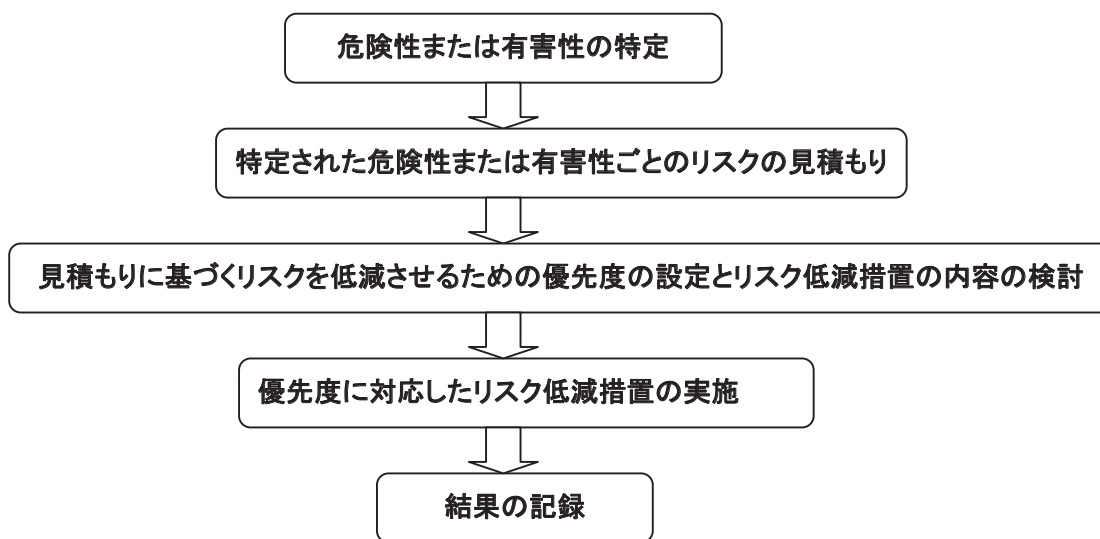 危険性または有害性の特定
特定された危険性または有害性ごとのリスクの見積もり
見積もりに基づくリスクを低減させるための優先度の設定とリスク低減措置の内容の検討
優先度に対応したリスク低減措置の実施
結果の記録